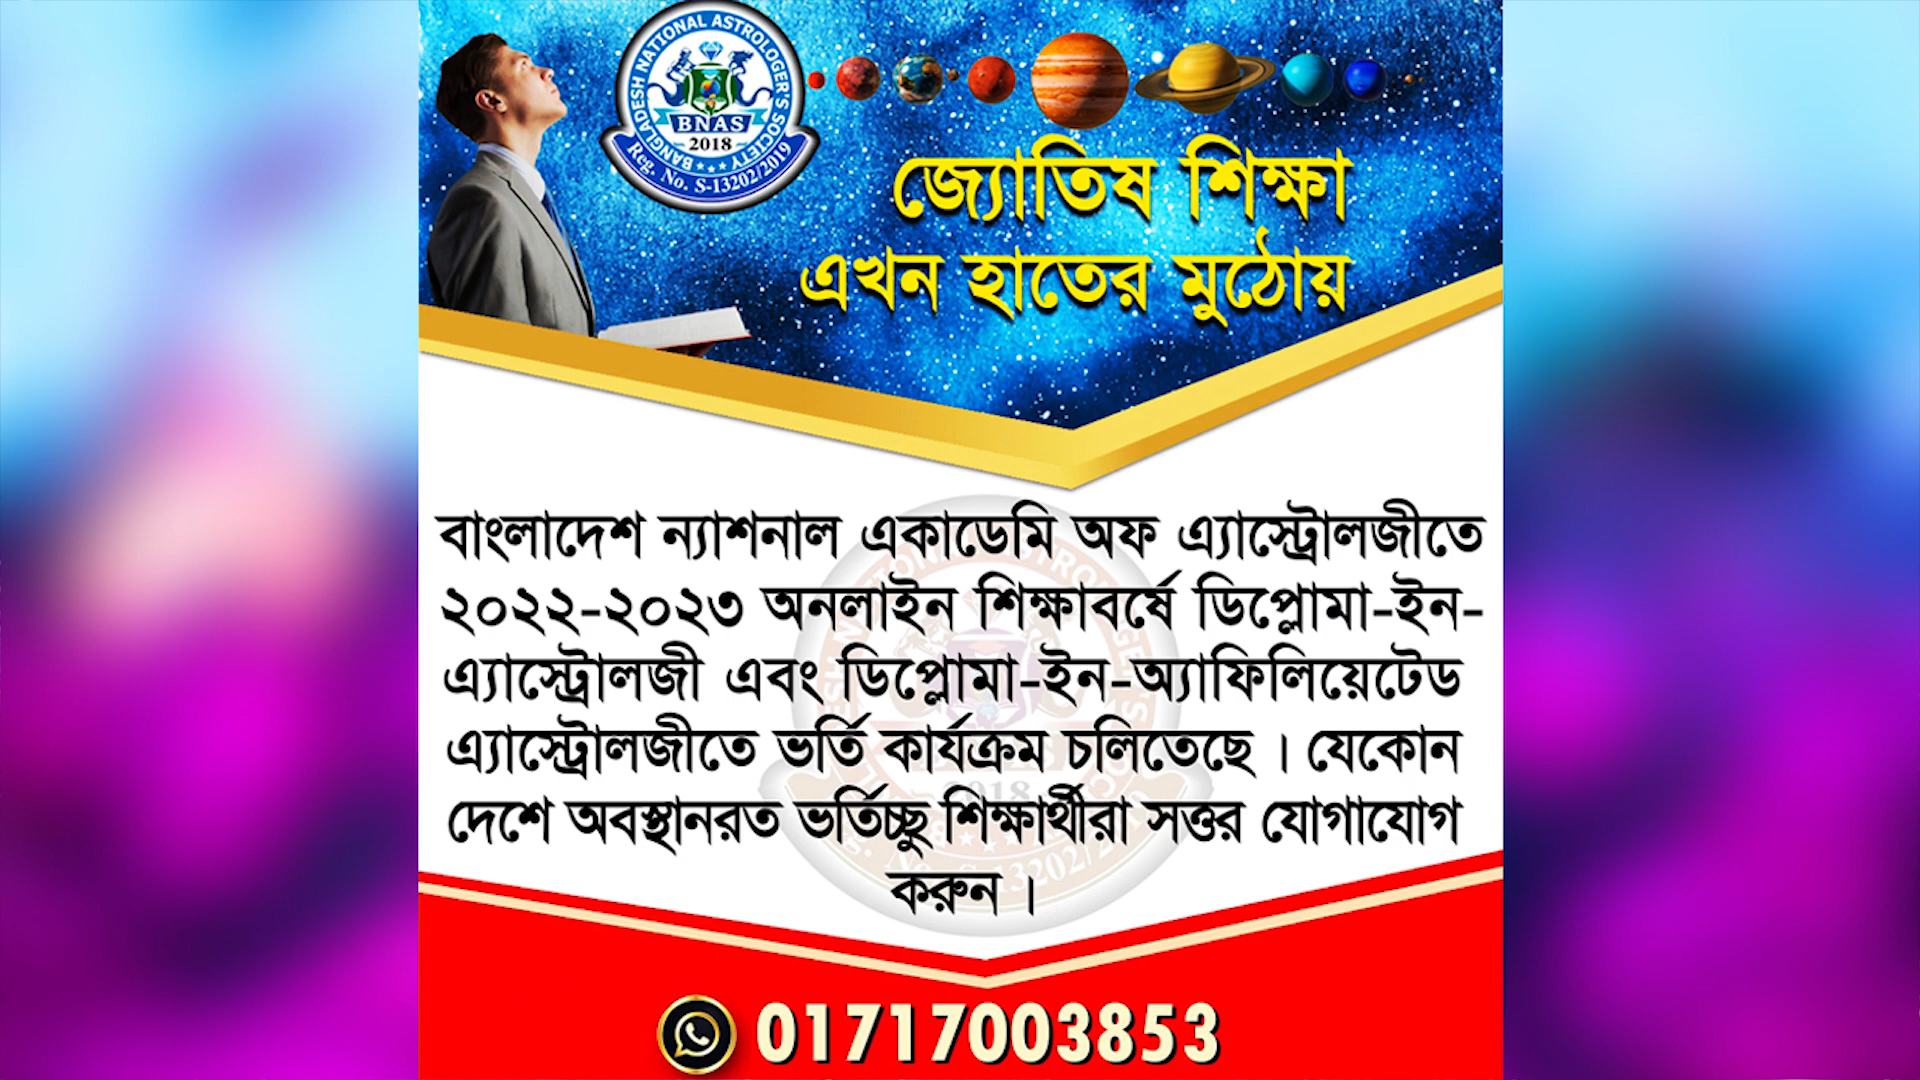 BANGLADESH NATIONAL ASTROLOGER'S SOCIETY
BNAS
2018
Reg. No. S-13202/2019
জ্যোতিষ শিক্ষা
এখন হাতের মুঠোয়
বাংলাদেশ ন্যাশনাল একাডেমি অফ এ্যাস্ট্রোলজীতে
২০২২-২০২৩ অনলাইন শিক্ষাবর্ষে ডিপ্লোমা-ইন-
এ্যাস্ট্রোলজী এবং ডিপ্লোমা-ইন-অ্যাফিলিয়েটেড
এ্যাস্ট্রোলজীতে ভর্তি কার্যক্রম চলিতেছে । যেকোন
দেশে অবস্থানরত ভর্তিচ্ছু শিক্ষার্থীরা সত্তর যোগাযোগ
করুন ।
01717003853